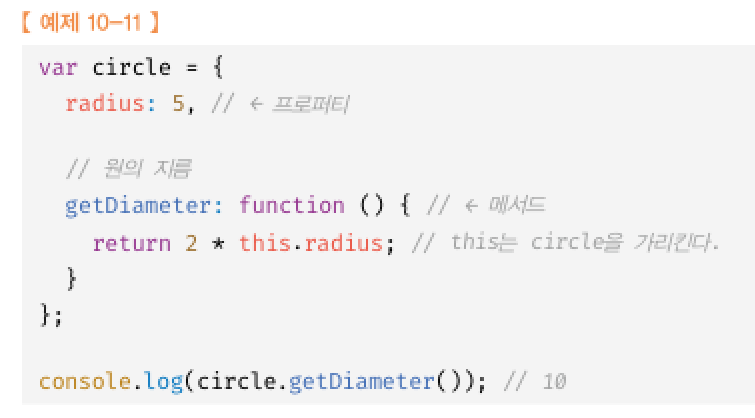 【 예제 10-11 】
var circle = {
  radius: 5, // ← 프로퍼티

  // 원의 지름
  getDiameter: function () { // ← 메서드
    return 2 * this.radius; // this는 circle을 가리킨다.
  }
};

console.log(circle.getDiameter()); // 10